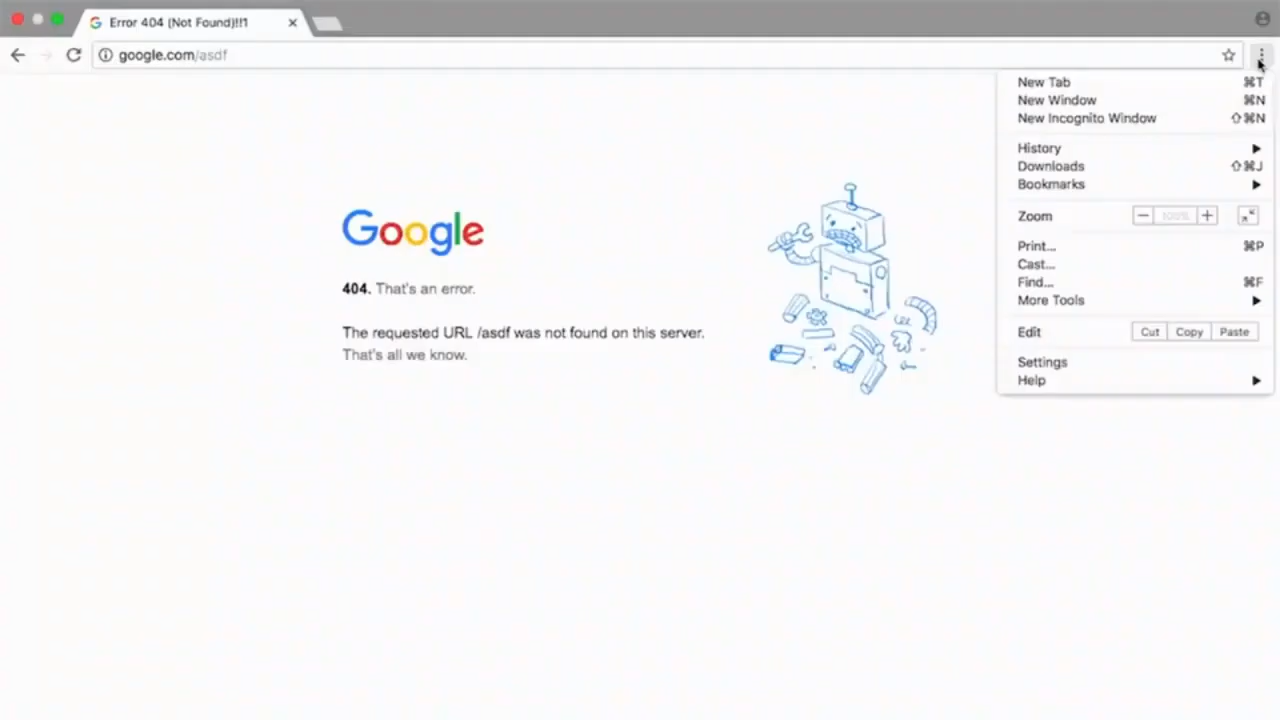 Error 404 (Not Found)!!1
google.com/asdf
New Tab ⌘T
New Window ⌘N
New Incognito Window ⇧⌘N
History
Downloads ⇧⌘J
Bookmarks
Zoom − 100% +
Print... ⌘P
Cast...
Find... ⌘F
More Tools
Edit Cut Copy Paste
Settings
Help
Google
404. That's an error.
The requested URL /asdf was not found on this server.
That's all we know.